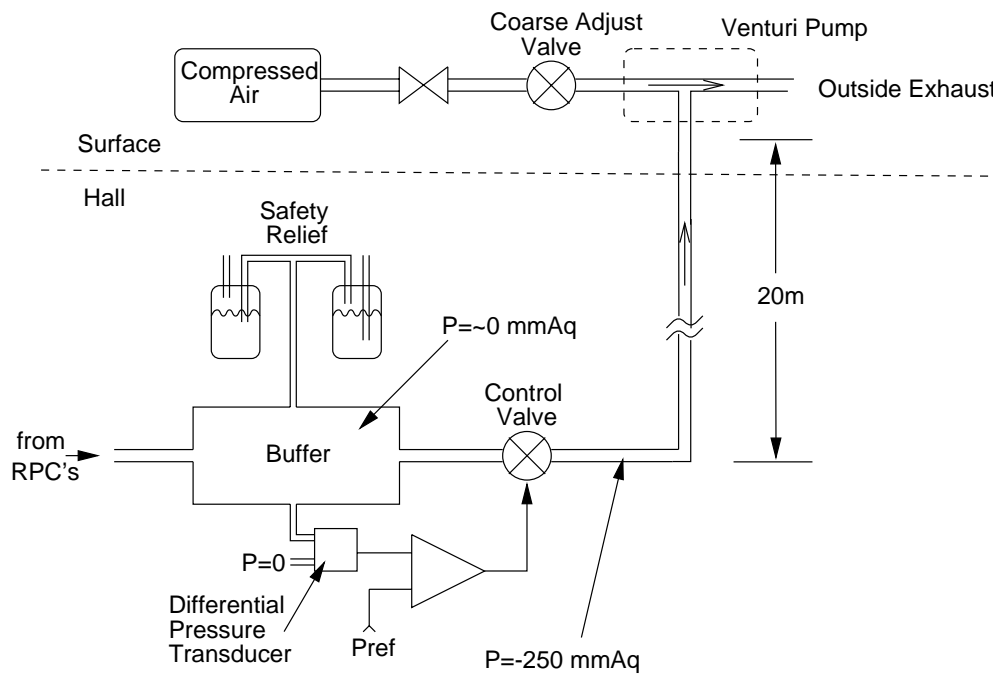 Coarse Adjust
Valve
Venturi Pump
Compressed
Air
Outside Exhaust
Surface
Hall
Safety
Relief
20m
P=~0 mmAq
Control
Valve
from
RPC's
Buffer
P=0
Differential
Pressure
Transducer
Pref
P=-250 mmAq